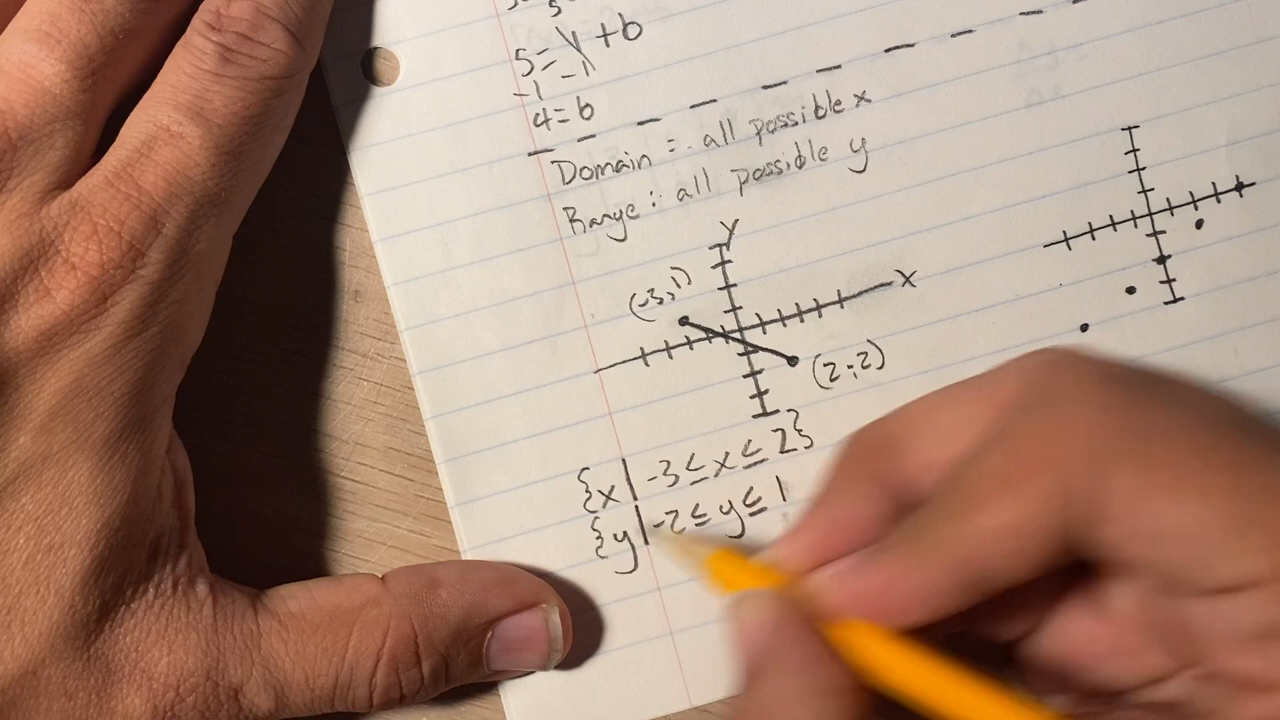 5=1+b
-1 -1
4=b
Domain : all possible x
Range : all possible y
Y
(-3,1)
X
(2,-2)
{x|-3≤x≤2}
{y|-2≤y≤1